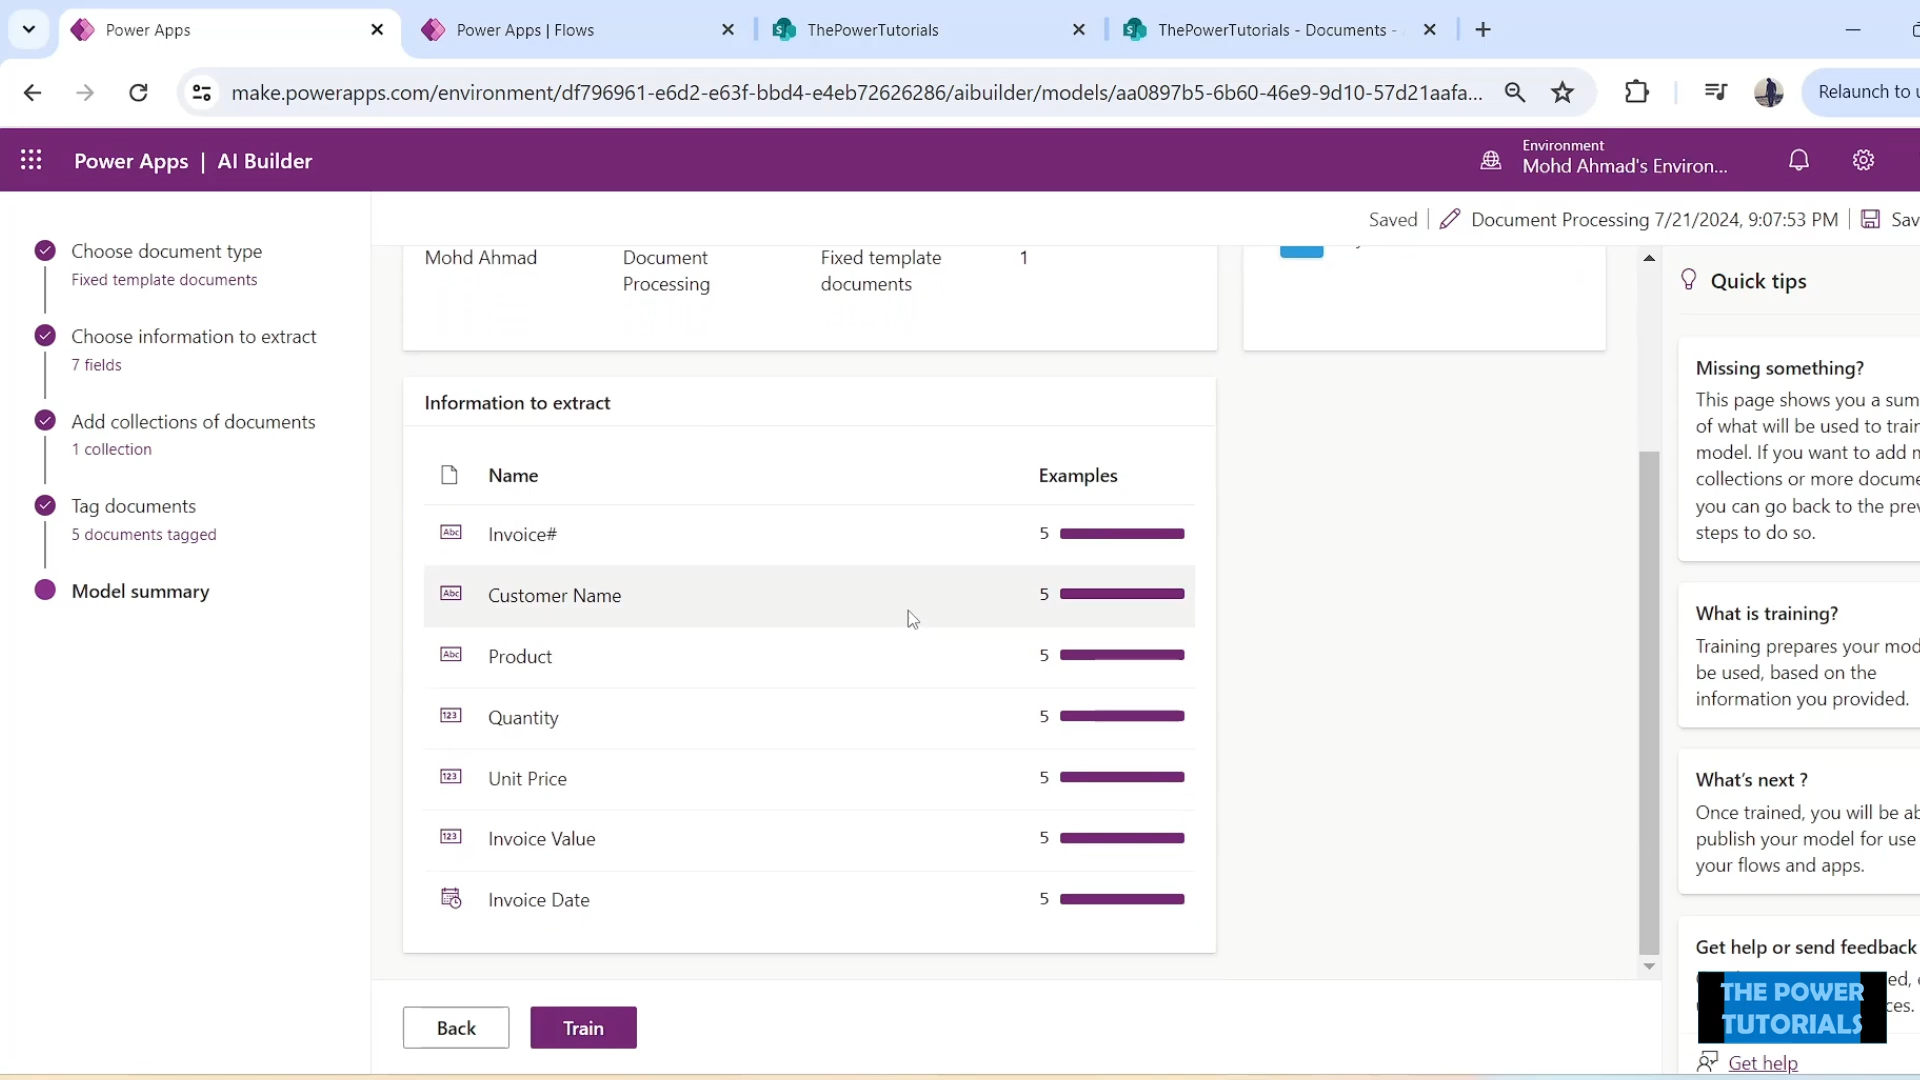 Power Apps
Power Apps | Flows
ThePowerTutorials
ThePowerTutorials - Documents -
make.powerapps.com/environment/df796961-e6d2-e63f-bbd4-e4eb72626286/aibuilder/models/aa0897b5-6b60-46e9-9d10-57d21aafa...
Relaunch to u
Power Apps | AI Builder
Environment
Mohd Ahmad's Environ...
Saved
Document Processing 7/21/2024, 9:07:53 PM
Sav
Choose document type
Fixed template documents
Choose information to extract
7 fields
Add collections of documents
1 collection
Tag documents
5 documents tagged
Model summary
Mohd Ahmad
Document
Processing
Fixed template
documents
1
Information to extract
Name Examples
Abc Invoice# 5
Abc Customer Name 5
Abc Product 5
123 Quantity 5
123 Unit Price 5
123 Invoice Value 5
Invoice Date 5
Back
Train
Quick tips
Missing something?
This page shows you a sum
of what will be used to train
model. If you want to add m
collections or more docume
you can go back to the prev
steps to do so.
What is training?
Training prepares your mod
be used, based on the
information you provided.
What's next ?
Once trained, you will be ab
publish your model for use
your flows and apps.
Get help or send feedback
ed,
ces.
THE POWER
TUTORIALS
Get help